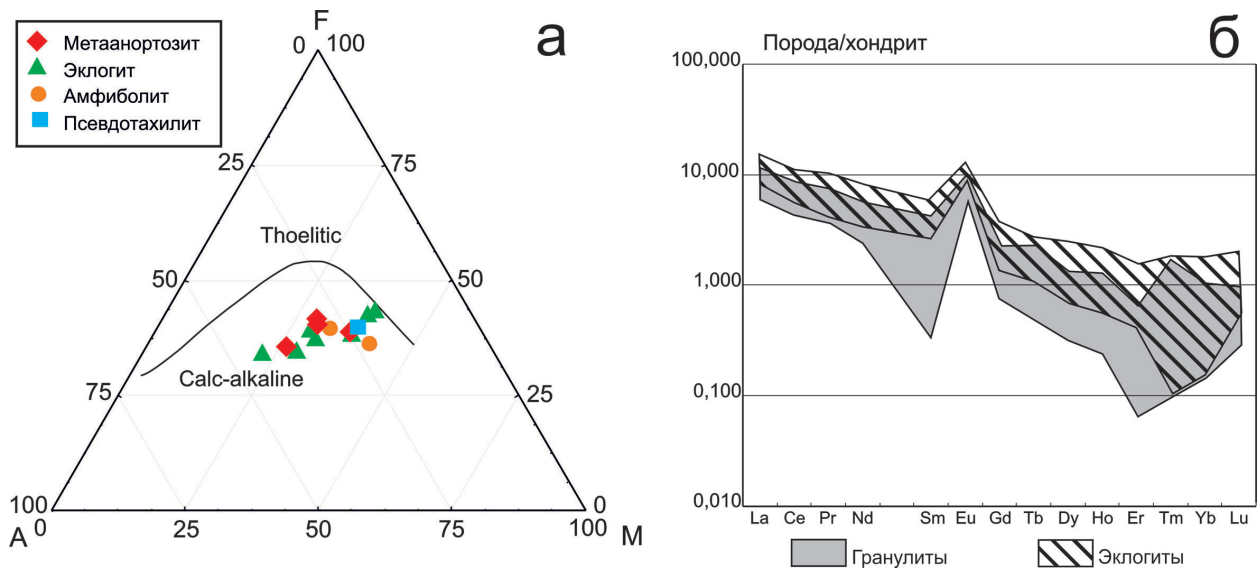 а
F
0 100
Метаанортозит
Эклогит
Амфиболит
Псевдотахилит
25 75
Thoelitic
50 50
Calc-alkaline
75 25
100 0
A 0 25 50 75 100 M
б
Порода/хондрит
100,000
10,000
1,000
0,100
0,010
La Ce Pr Nd Sm Eu Gd Tb Dy Ho Er Tm Yb Lu
Гранулиты Эклогиты